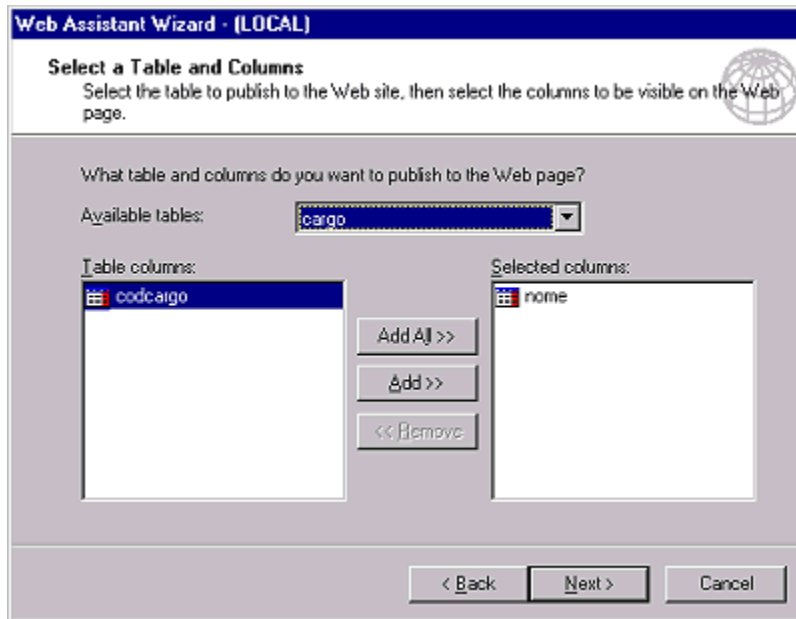 Web Assistant Wizard - (LOCAL)
Select a Table and Columns
Select the table to publish to the Web site, then select the columns to be visible on the Web
page.
What table and columns do you want to publish to the Web page?
Available tables:
cargo
Table columns:
Selected columns:
codcargo
nome
Add All >>
Add >>
<< Remove
< Back
Next >
Cancel